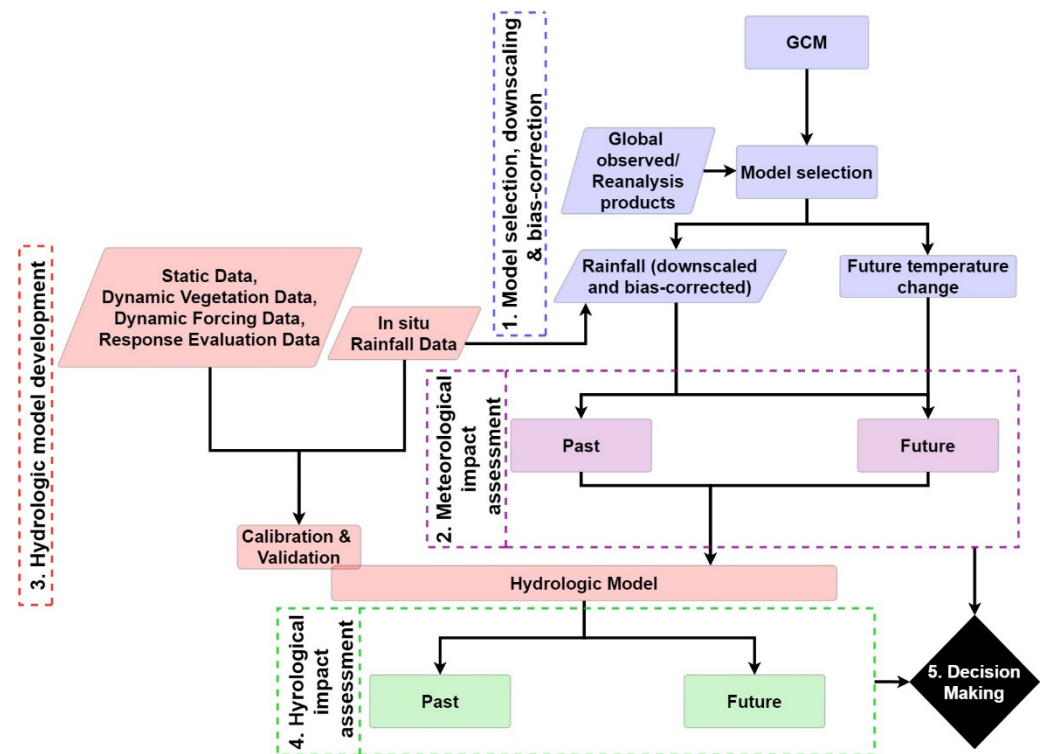 GCM
1. Model selection, downscaling
& bias-correction
Global
observed/
Reanalysis
products
Model selection
Rainfall (downscaled
and bias-corrected)
Future temperature
change
3. Hydrologic model development
Static Data,
Dynamic Vegetation Data,
Dynamic Forcing Data,
Response Evaluation Data
In situ
Rainfall Data
2. Meteorological
impact
assessment
Past
Future
Calibration &
Validation
Hydrologic Model
4. Hyrological
impact
assessment
Past
Future
5. Decision
Making